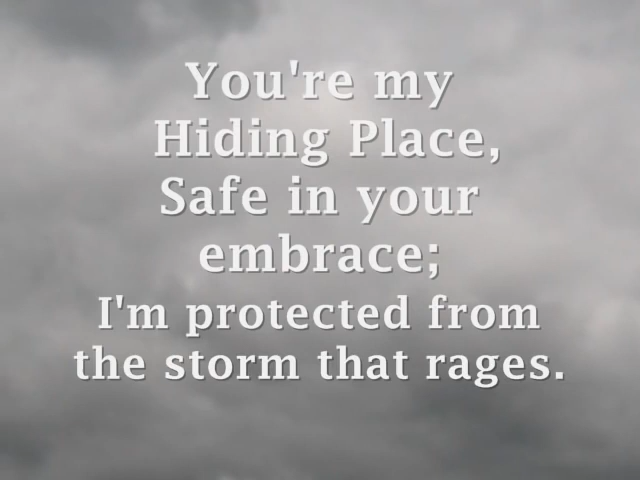 You're my
Hiding Place,
Safe in your
embrace;
I'm protected from
the storm that rages.